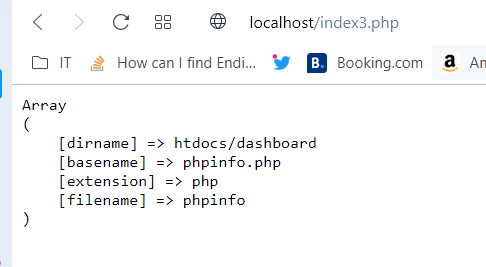 localhost/index3.php
IT
How can I find Endi...
B.
Booking.com
a
Array
(
[dirname] => htdocs/dashboard
[basename] => phpinfo.php
[extension] => php
[filename] => phpinfo
)